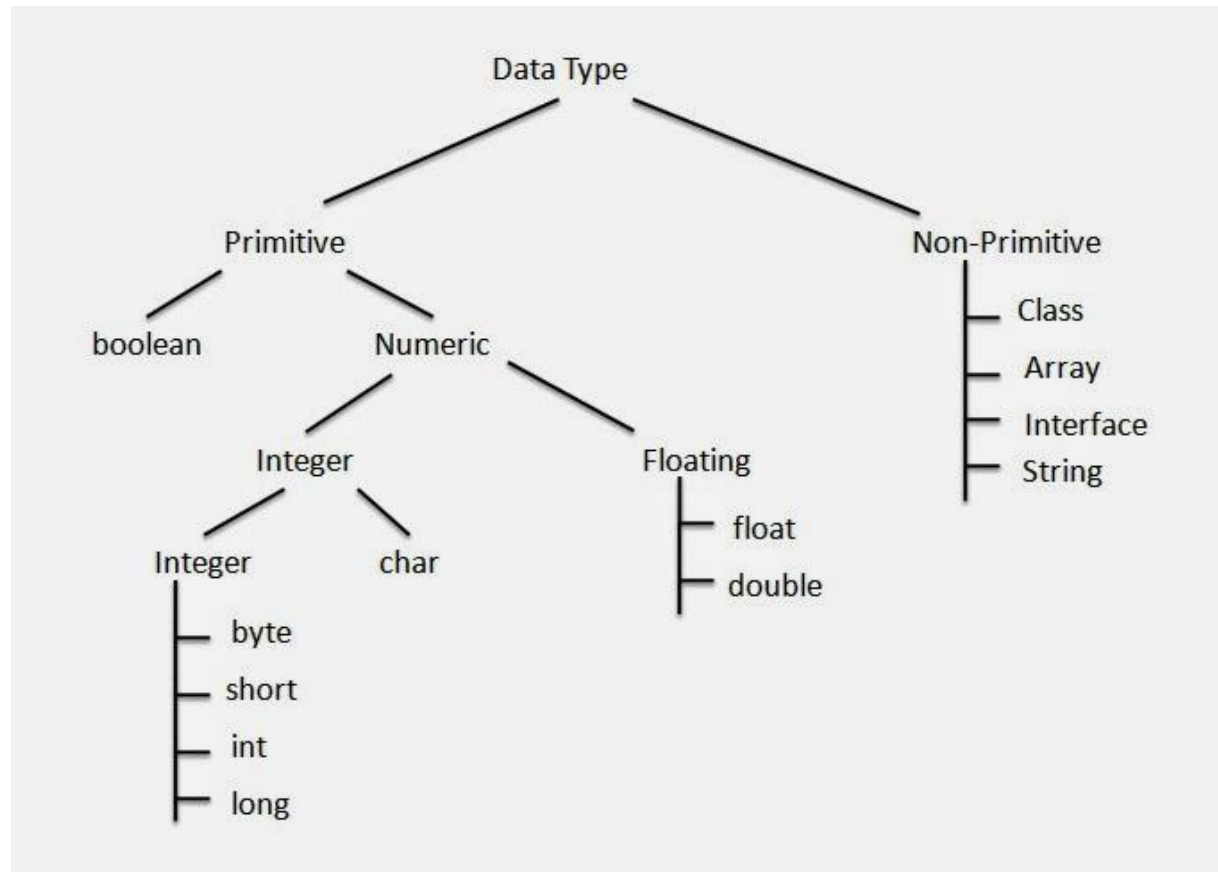 Data Type
Primitive
Non-Primitive
boolean
Numeric
Class
Array
Interface
String
Integer
Floating
float
double
Integer
char
byte
short
int
long